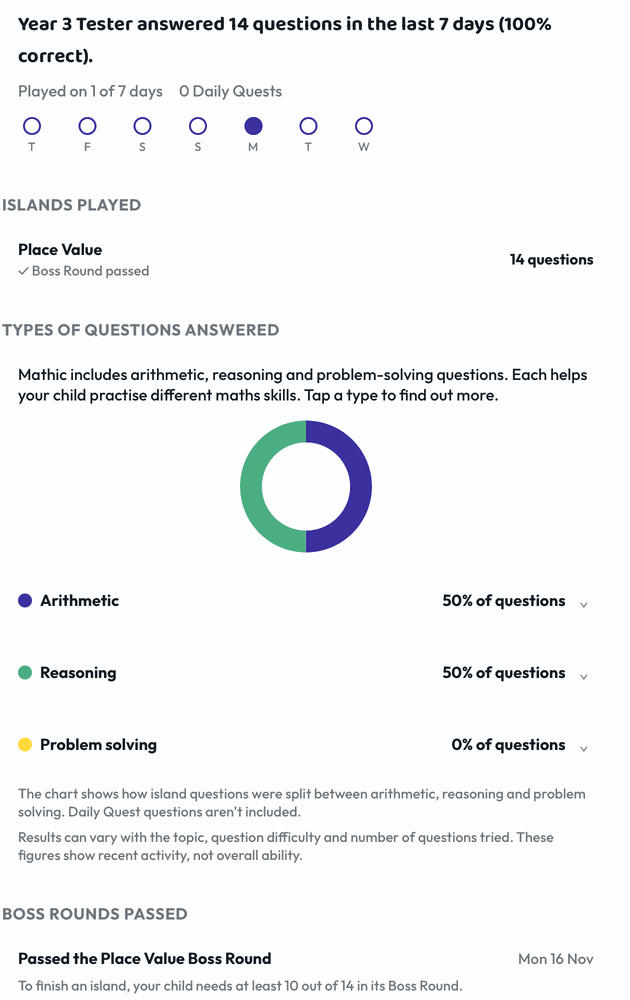 Year 3 Tester answered 14 questions in the last 7 days (100%
correct).
Played on 1 of 7 days 0 Daily Quests
T F S S M T W
ISLANDS PLAYED
Place Value
14 questions
✓ Boss Round passed
TYPES OF QUESTIONS ANSWERED
Mathic includes arithmetic, reasoning and problem-solving questions. Each helps
your child practise different maths skills. Tap a type to find out more.
Arithmetic 50% of questions
Reasoning 50% of questions
Problem solving 0% of questions
The chart shows how island questions were split between arithmetic, reasoning and problem
solving. Daily Quest questions aren't included.
Results can vary with the topic, question difficulty and number of questions tried. These
figures show recent activity, not overall ability.
BOSS ROUNDS PASSED
Passed the Place Value Boss Round Mon 16 Nov
To finish an island, your child needs at least 10 out of 14 in its Boss Round.